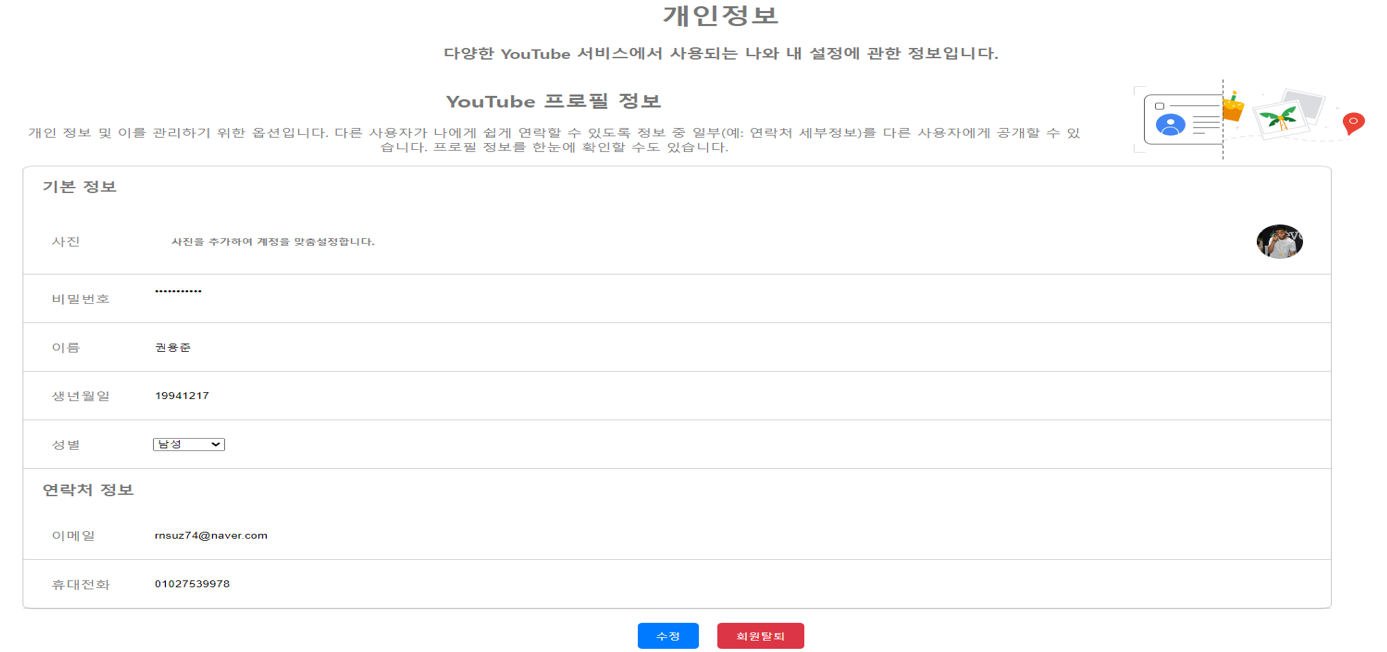 개인정보
다양한 YouTube 서비스에서 사용되는 나와 내 설정에 관한 정보입니다.
YouTube 프로필 정보
개인 정보 및 이를 관리하기 위한 옵션입니다. 다른 사용자가 나에게 쉽게 연락할 수 있도록 정보 중 일부(예: 연락처 세부정보)를 다른 사용자에게 공개할 수 있
습니다. 프로필 정보를 한눈에 확인할 수도 있습니다.
기본 정보
사진 사진을 추가하여 계정을 맞춤설정합니다.
비밀번호 •••••••••••
이름 권용준
생년월일 19941217
성별 남성
연락처 정보
이메일 rnsuz74@naver.com
휴대전화 01027539978
수정 회원탈퇴